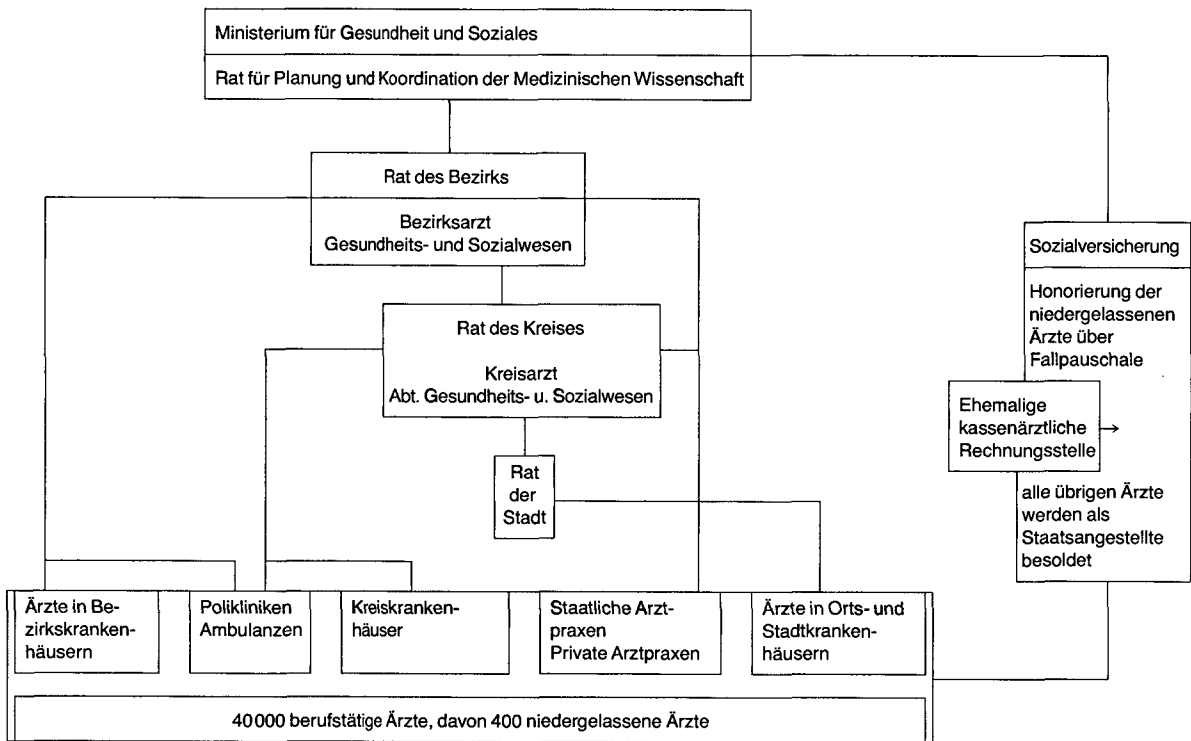 Ministerium für Gesundheit und Soziales
Rat für Planung und Koordination der Medizinischen Wissenschaft
Rat des Bezirks
Bezirksarzt
Gesundheits- und Sozialwesen
Rat des Kreises
Kreisarzt
Abt. Gesundheits- u. Sozialwesen
Rat
der
Stadt
Sozialversicherung
Honorierung der
niedergelassenen
Ärzte über
Fallpauschale
Ehemalige
kassenärztliche →
Rechnungsstelle
alle übrigen Ärzte
werden als
Staatsangestellte
besoldet
Ärzte in Be-
zirkskranken-
häusern
Polikliniken
Ambulanzen
Kreiskranken-
häuser
Staatliche Arzt-
praxen
Private Arztpraxen
Ärzte in Orts- und
Stadtkranken-
häusern
40000 berufstätige Ärzte, davon 400 niedergelassene Ärzte